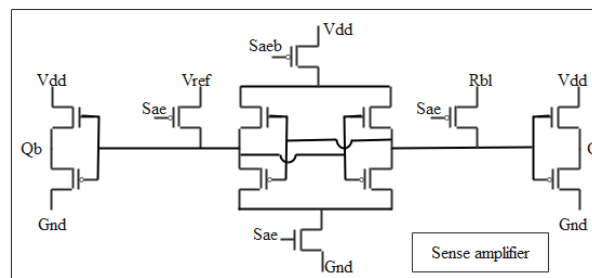 Saeb
Vdd
Vdd
Vref
Rbl
Vdd
Sae
Sae
Qb
Gnd
Sae
Gnd
Gnd
Sense amplifier